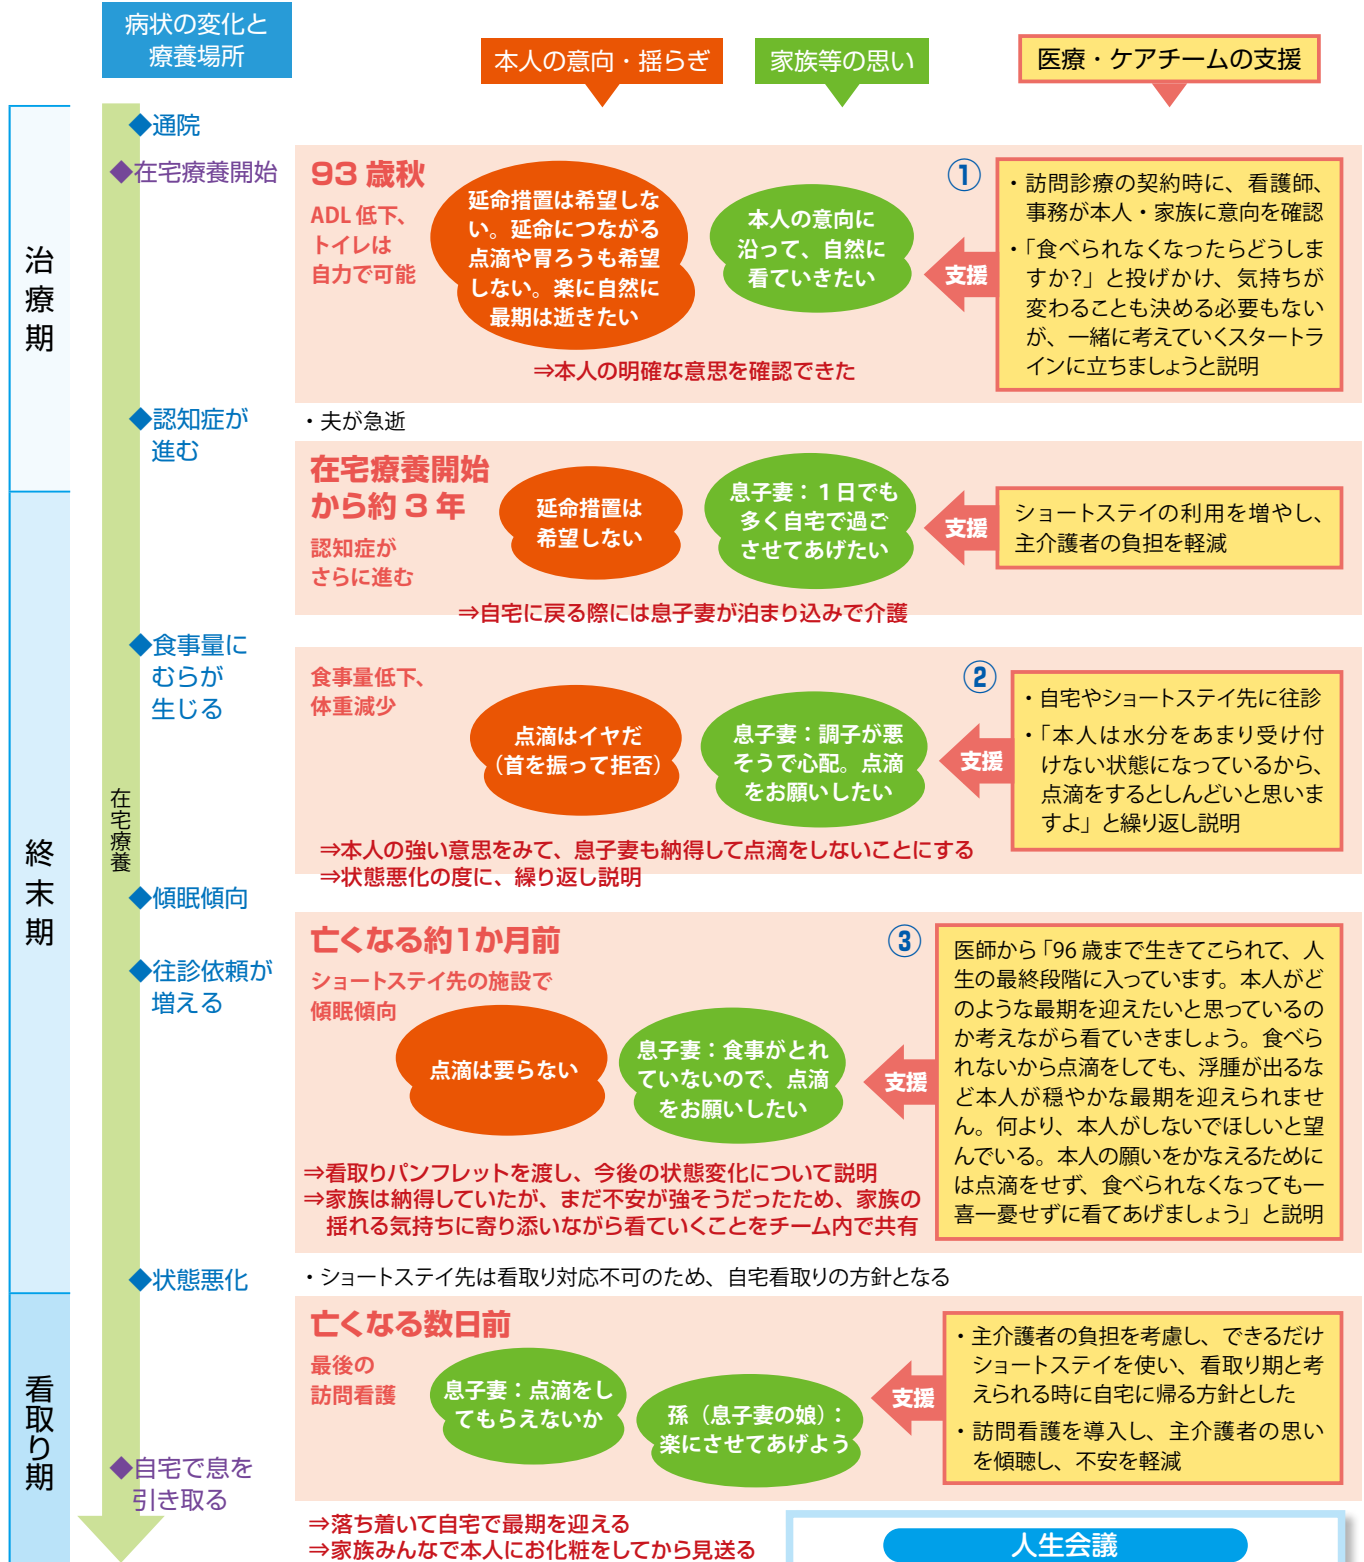 病状の変化と
療養場所
本人の意向・揺らぎ
家族等の思い
医療・ケアチームの支援
治療期
終末期
看取り期
在宅療養
◆通院
◆在宅療養開始
93 歳秋
ADL 低下、
トイレは
自力で可能
延命措置は希望しな
い。延命につながる
点滴や胃ろうも希望
しない。楽に自然に
最期は逝きたい
本人の意向に
沿って、自然に
看ていきたい
①
支援
・訪問診療の契約時に、看護師、
事務が本人・家族に意向を確認
・「食べられなくなったらどうしま
すか？」と投げかけ、気持ちが
変わることも決める必要もない
が、一緒に考えていくスタートラ
インに立ちましょうと説明
⇒本人の明確な意思を確認できた
◆認知症が
進む
・夫が急逝
在宅療養開始
から約 3 年
認知症が
さらに進む
延命措置は
希望しない
息子妻：1 日でも
多く自宅で過ご
させてあげたい
支援
ショートステイの利用を増やし、
主介護者の負担を軽減
⇒自宅に戻る際には息子妻が泊まり込みで介護
◆食事量に
むらが
生じる
食事量低下、
体重減少
点滴はイヤだ
（首を振って拒否）
息子妻：調子が悪
そうで心配。点滴
をお願いしたい
②
支援
・自宅やショートステイ先に往診
・「本人は水分をあまり受け付
けない状態になっているから、
点滴をするとしんどいと思いま
すよ」と繰り返し説明
⇒本人の強い意思をみて、息子妻も納得して点滴をしないことにする
⇒状態悪化の度に、繰り返し説明
◆傾眠傾向
◆往診依頼が
増える
亡くなる約1か月前
ショートステイ先の施設で
傾眠傾向
点滴は要らない
息子妻：食事がとれ
ていないので、点滴
をお願いしたい
③
支援
医師から「96 歳まで生きてこられて、人
生の最終段階に入っています。本人がど
のような最期を迎えたいと思っているの
か考えながら看ていきましょう。食べら
れないから点滴をしても、浮腫が出るな
ど本人が穏やかな最期を迎えられませ
ん。何より、本人がしないでほしいと望
んでいる。本人の願いをかなえるために
は点滴をせず、食べられなくなっても一
喜一憂せずに看てあげましょう」と説明
⇒看取りパンフレットを渡し、今後の状態変化について説明
⇒家族は納得していたが、まだ不安が強そうだったため、家族の
揺れる気持ちに寄り添いながら看ていくことをチーム内で共有
◆状態悪化
・ショートステイ先は看取り対応不可のため、自宅看取りの方針となる
亡くなる数日前
最後の
訪問看護
息子妻：点滴をし
てもらえないか
孫（息子妻の娘）：
楽にさせてあげよう
支援
・主介護者の負担を考慮し、できるだけ
ショートステイを使い、看取り期と考
えられる時に自宅に帰る方針とした
・訪問看護を導入し、主介護者の思い
を傾聴し、不安を軽減
◆自宅で息を
引き取る
⇒落ち着いて自宅で最期を迎える
⇒家族みんなで本人にお化粧をしてから見送る
人生会議